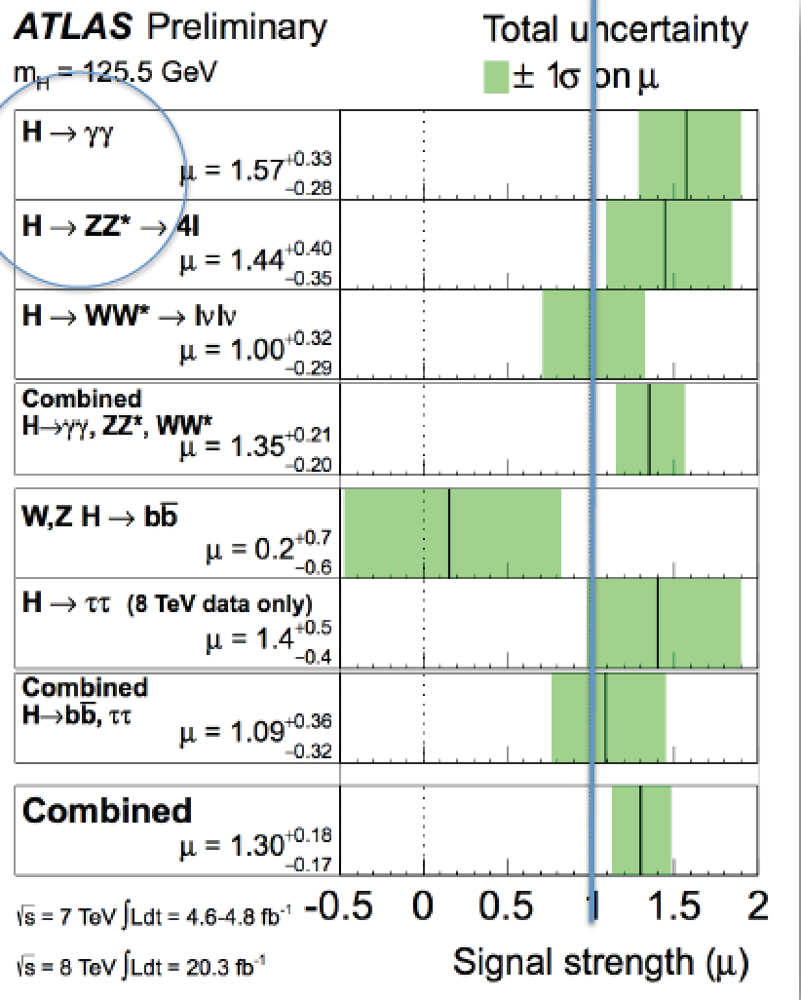 ATLAS Preliminary
m_H = 125.5 GeV
Total uncertainty
± 1σ on μ
H → γγ
μ = 1.57 +0.33 −0.28
H → ZZ* → 4l
μ = 1.44 +0.40 −0.35
H → WW* → lνlν
μ = 1.00 +0.32 −0.29
Combined
H→γγ, ZZ*, WW*
μ = 1.35 +0.21 −0.20
W,Z H → bb̅
μ = 0.2 +0.7 −0.6
H → ττ (8 TeV data only)
μ = 1.4 +0.5 −0.4
Combined
H→bb̅, ττ
μ = 1.09 +0.36 −0.32
Combined
μ = 1.30 +0.18 −0.17
-0.5 0 0.5 1 1.5 2
√s = 7 TeV ∫Ldt = 4.6-4.8 fb⁻¹
√s = 8 TeV ∫Ldt = 20.3 fb⁻¹
Signal strength (μ)